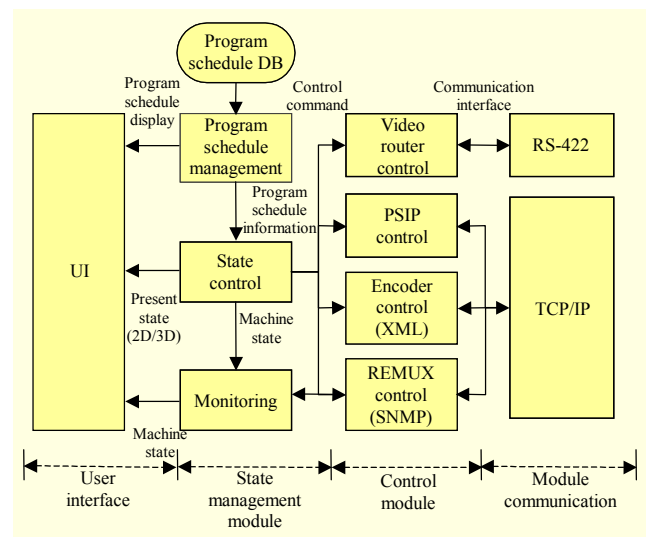 Program
schedule DB
Program
schedule
display
Control
command
Communication
interface
Program
schedule
management
Video
router
control
RS-422
Program
schedule
information
PSIP
control
UI
State
control
Encoder
control
(XML)
TCP/IP
Present
state
(2D/3D)
Machine
state
Monitoring
REMUX
control
(SNMP)
Machine
state
User
interface
State
management
module
Control
module
Module
communication